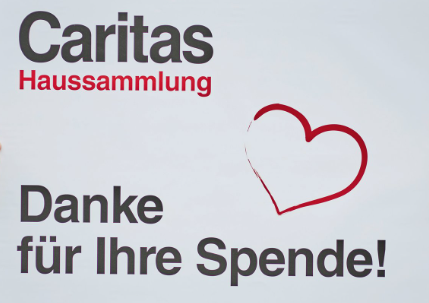 Caritas
Haussammlung
Danke
für Ihre Spende!